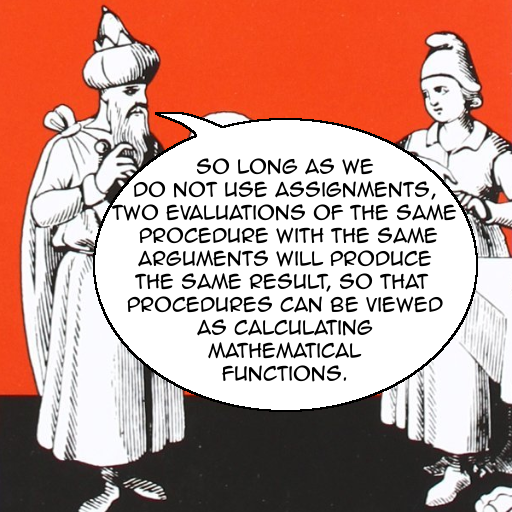 SO LONG AS WE
DO NOT USE ASSIGNMENTS,
TWO EVALUATIONS OF THE SAME
PROCEDURE WITH THE SAME
ARGUMENTS WILL PRODUCE
THE SAME RESULT, SO THAT
PROCEDURES CAN BE VIEWED
AS CALCULATING
MATHEMATICAL
FUNCTIONS.